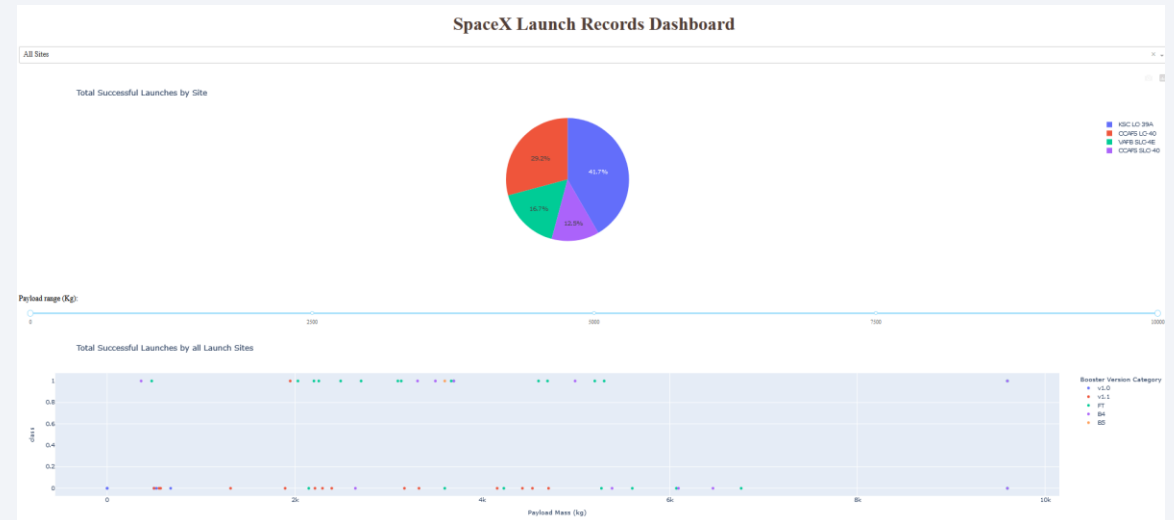 SpaceX Launch Records Dashboard
All Sites
Total Successful Launches by Site
KSC LC 39A
CCAFS LC-40
VAFB SLC-4E
CCAFS SLC-40
29.2%
41.7%
16.7%
12.5%
Payload range (Kg):
0 2500 5000 7500 10000
Total Successful Launches by all Launch Sites
Booster Version Category
v1.0
v1.1
FT
B4
B5
1
0.8
0.6
0.4
0.2
0
class
0 2k 4k 6k 8k 10k
Payload Mass (kg)